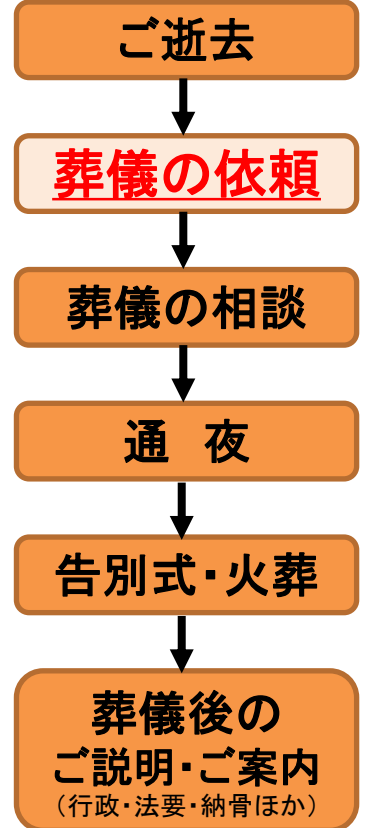 ご逝去
葬儀の依頼
葬儀の相談
通　夜
告別式・火葬
葬儀後の
ご説明・ご案内
（行政・法要・納骨ほか）